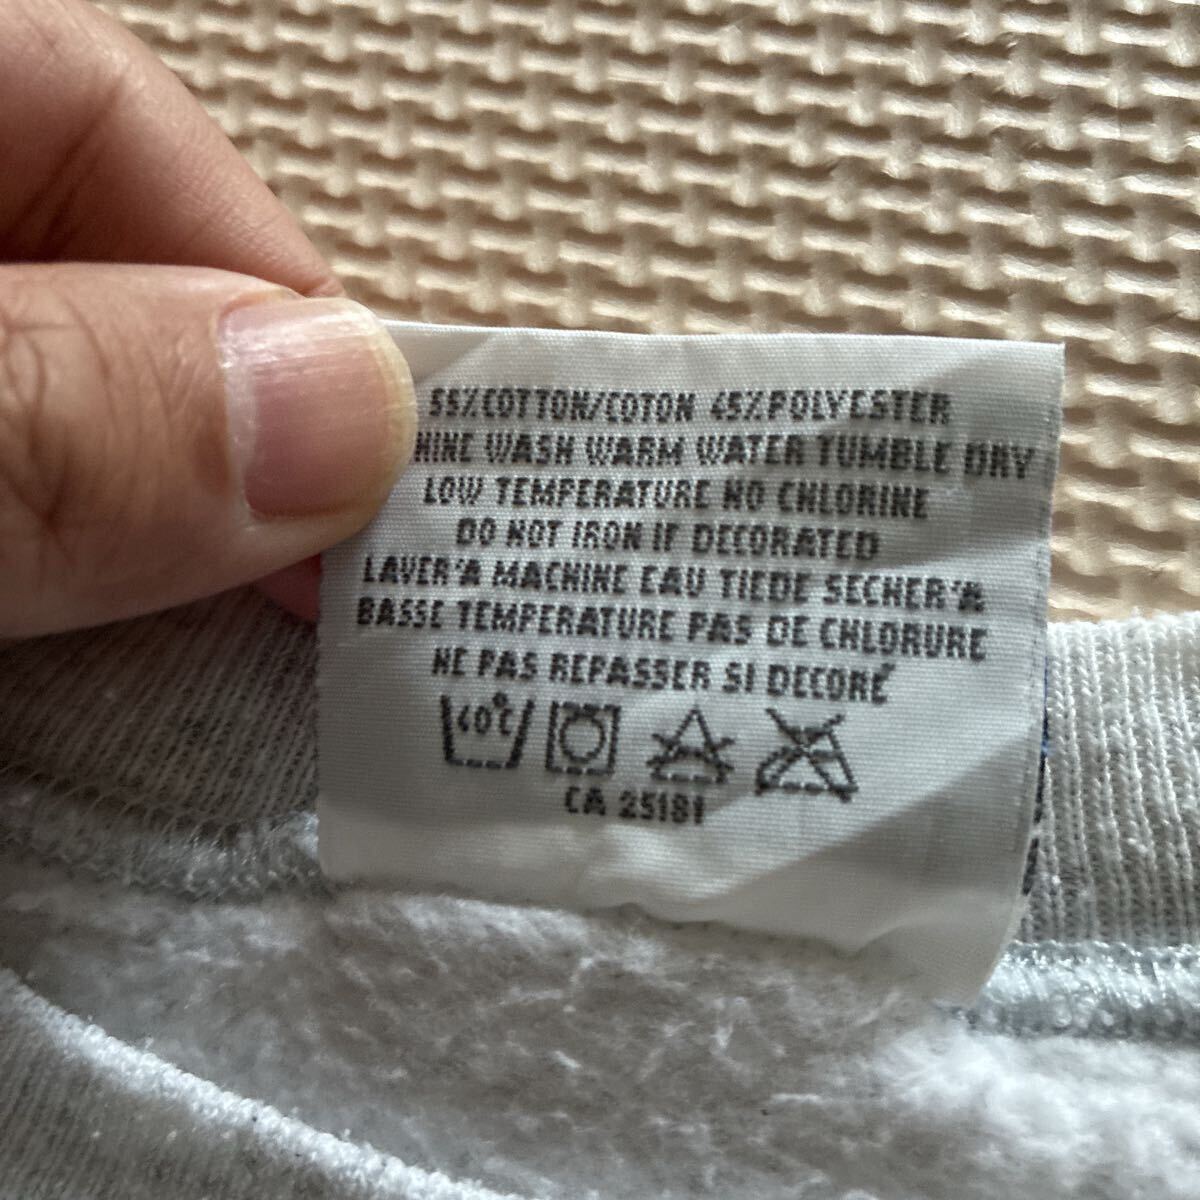 55% COTTON/COTON 45% POLYESTER
HINE WASH WARM WATER TUMBLE DRY
LOW TEMPERATURE NO CHLORINE
DO NOT IRON IF DECORATED
LAVER'A MACHINE EAU TIEDE SECHER'A
BASSE TEMPERATURE PAS DE CHLORURE
NE PAS REPASSER SI DECORÉ
40°C
CA 25181